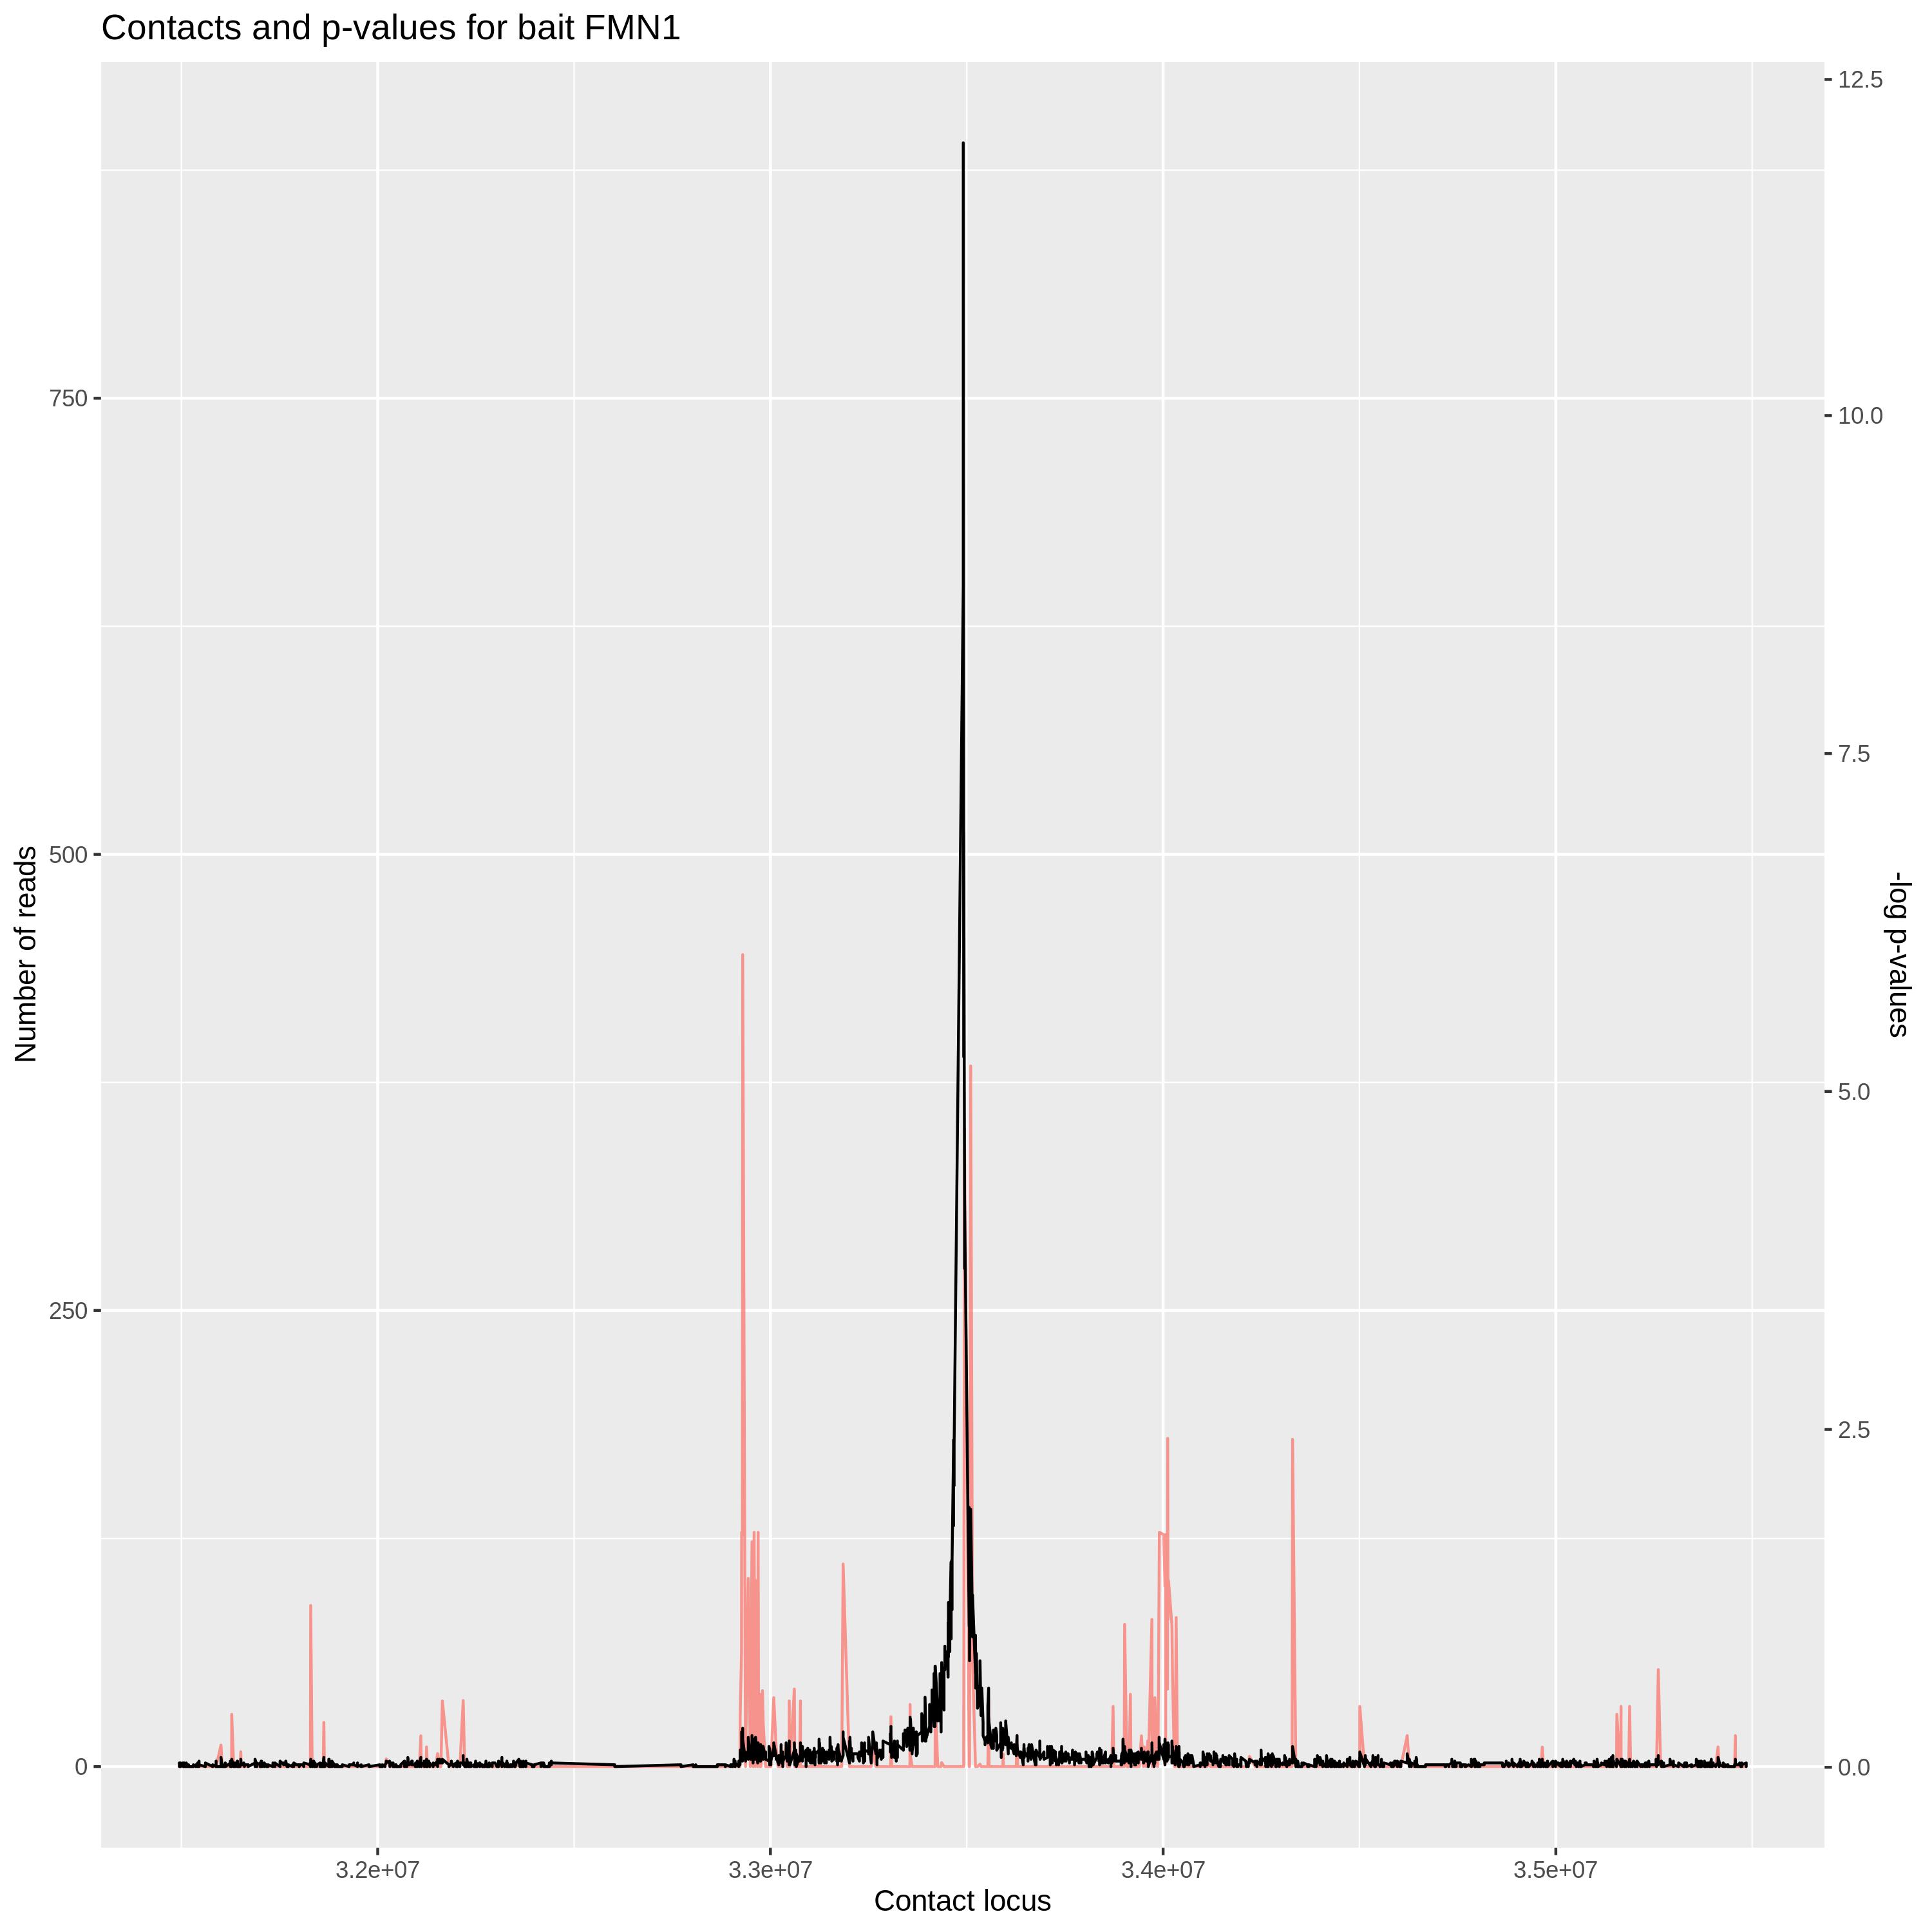 Contacts and p-values for bait FMN1
12.5
750
10.0
7.5
500
Number of reads
-log p-values
5.0
250
2.5
0
0.0
3.2e+07
3.3e+07
3.4e+07
3.5e+07
Contact locus